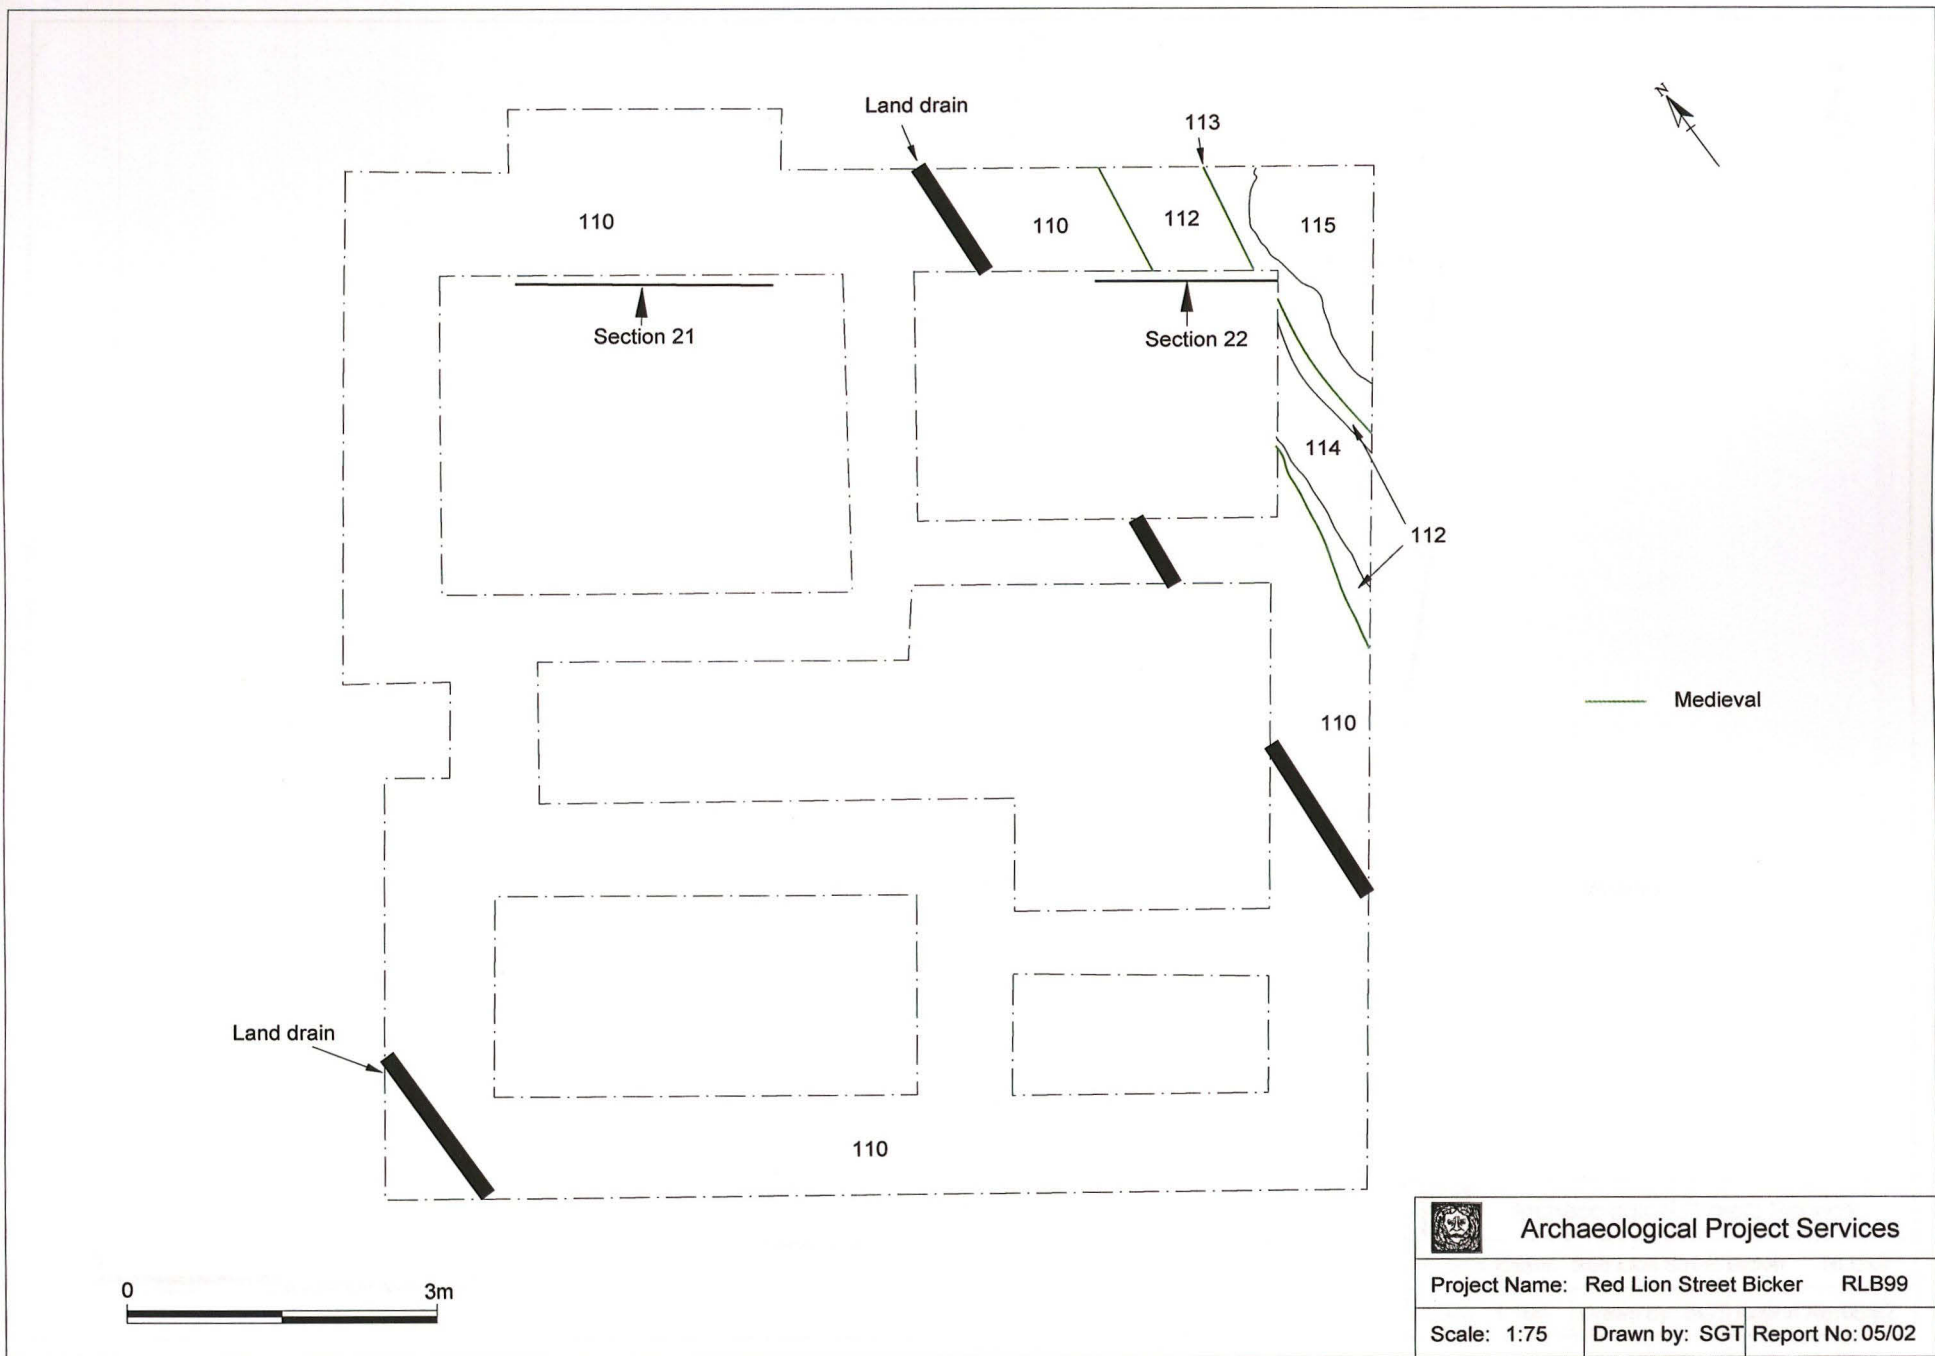 Land drain
N
113
110
110
112
115
Section 21
Section 22
114
112
Medieval
110
Land drain
110
0 3m
Archaeological Project Services
Project Name: Red Lion Street Bicker RLB99
Scale: 1:75 Drawn by: SGT Report No: 05/02